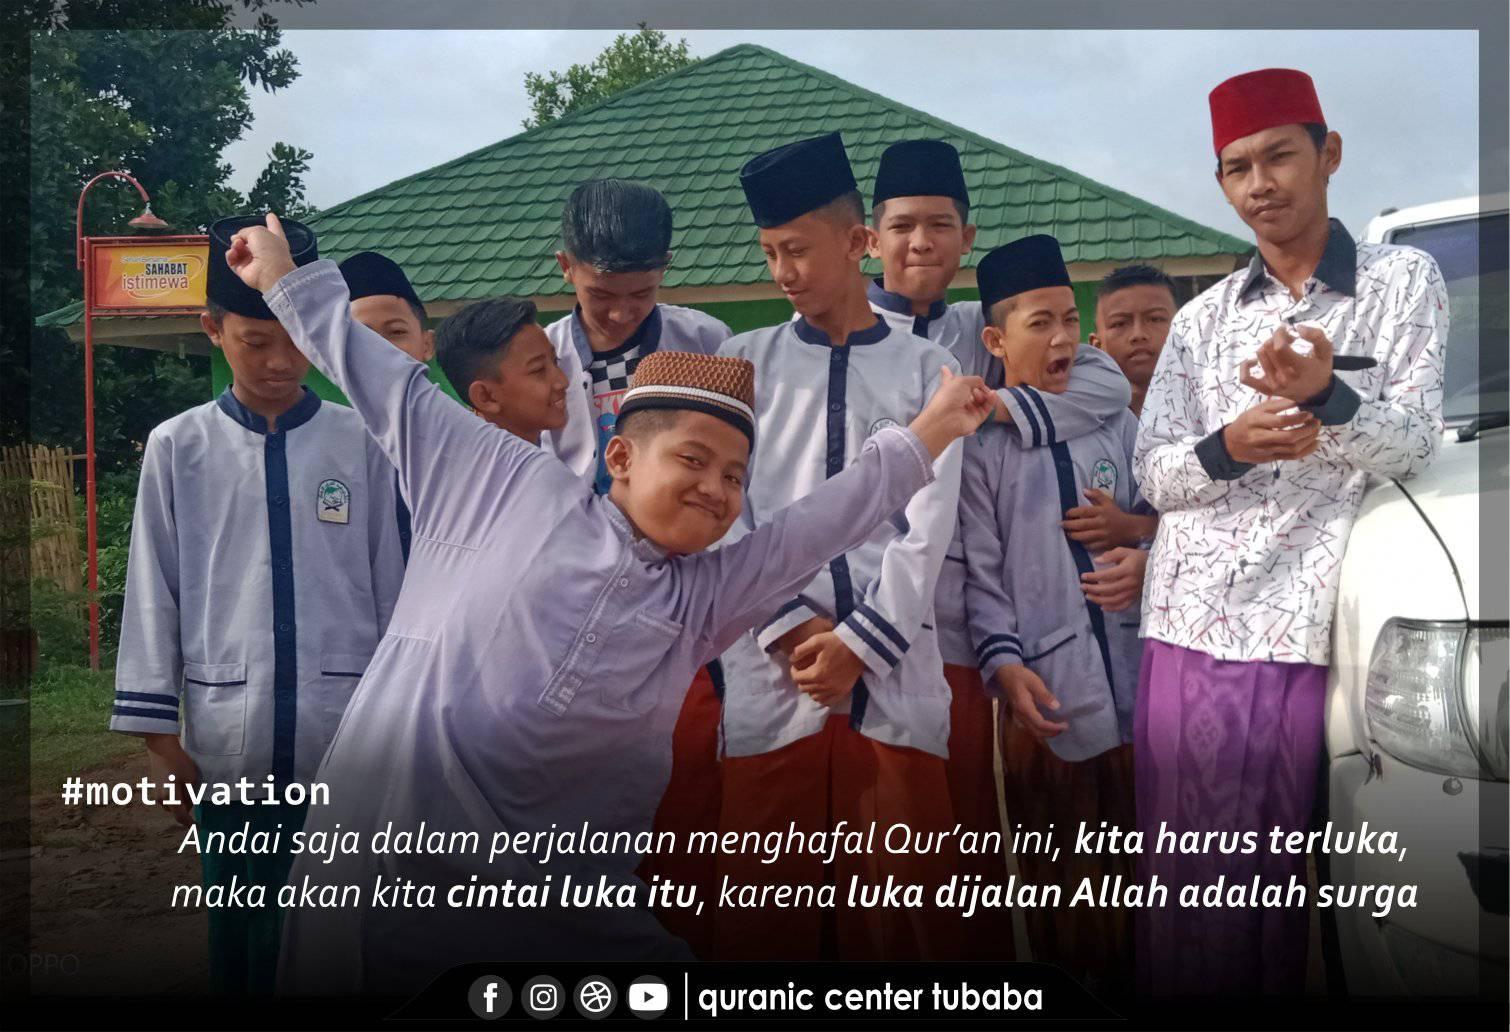 SAHABAT
istimewa
#motivation
Andai saja dalam perjalanan menghafal Qur’an ini, kita harus terluka,
maka akan kita cintai luka itu, karena luka dijalan Allah adalah surga
OPPO
quranic center tubaba